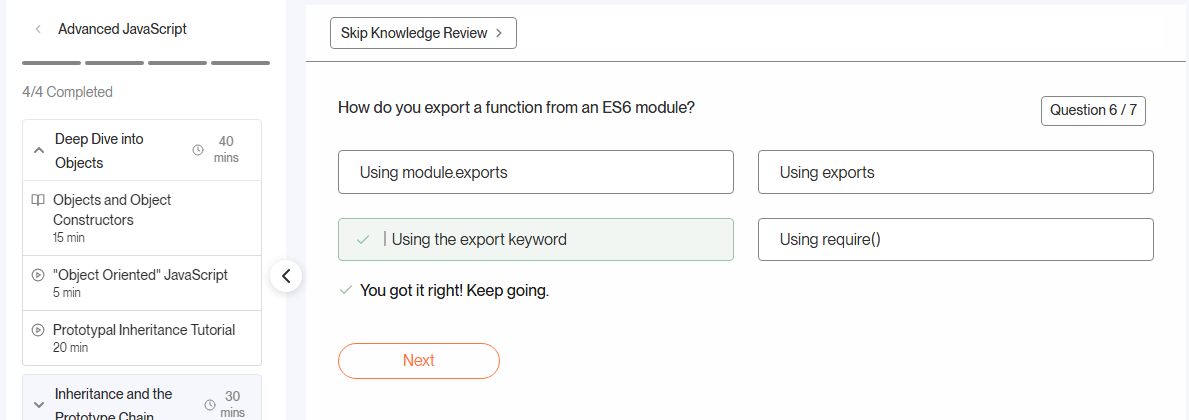 Advanced JavaScript
4/4 Completed
Deep Dive into
Objects
40
mins
Objects and Object
Constructors
15 min
"Object Oriented" JavaScript
5 min
Prototypal Inheritance Tutorial
20 min
Inheritance and the
Prototype Chain
30
mins
Skip Knowledge Review
How do you export a function from an ES6 module?
Question 6 / 7
Using module.exports
Using exports
| Using the export keyword
Using require()
You got it right! Keep going.
Next